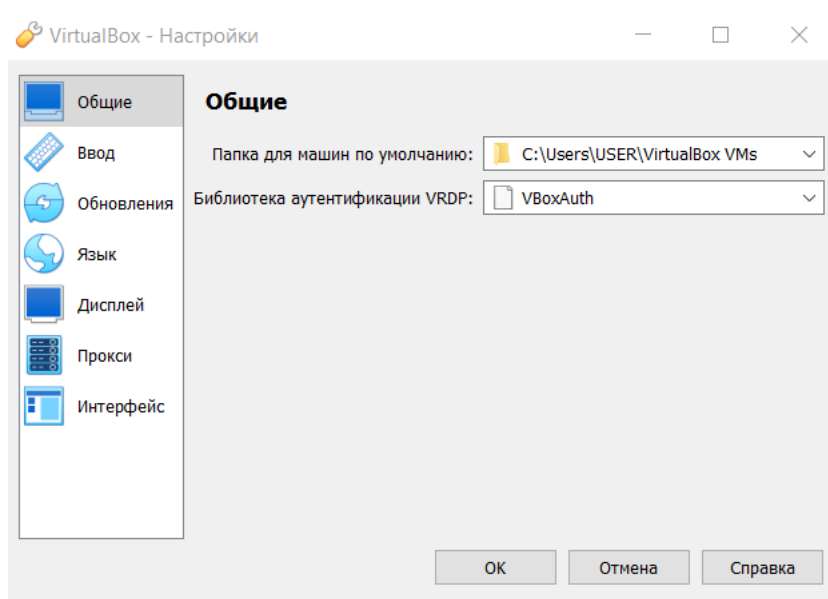 VirtualBox - Настройки
Общие
Ввод
Обновления
Язык
Дисплей
Прокси
Интерфейс
Общие
Папка для машин по умолчанию: C:\Users\USER\VirtualBox VMs
Библиотека аутентификации VRDP: VBoxAuth
OK Отмена Справка